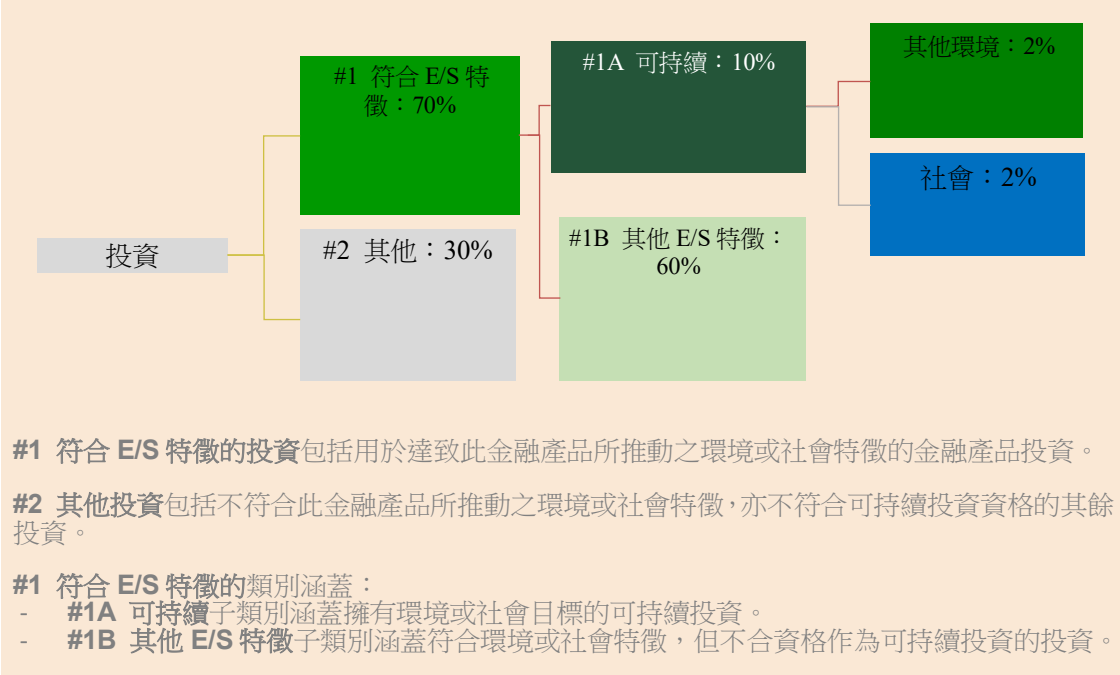 投資
#1 符合 E/S 特
徵：70%
#2 其他：30%
#1A 可持續：10%
#1B 其他 E/S 特徵：
60%
其他環境：2%
社會：2%
#1 符合 E/S 特徵的投資包括用於達致此金融產品所推動之環境或社會特徵的金融產品投資。
#2 其他投資包括不符合此金融產品所推動之環境或社會特徵，亦不符合可持續投資資格的其餘
投資。
#1 符合 E/S 特徵的類別涵蓋：
- #1A 可持續子類別涵蓋擁有環境或社會目標的可持續投資。
- #1B 其他 E/S 特徵子類別涵蓋符合環境或社會特徵，但不合資格作為可持續投資的投資。